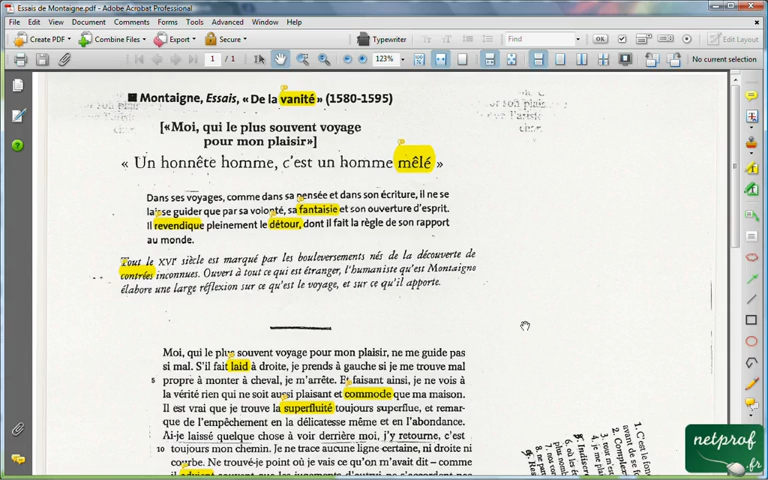 Essais de Montaigne.pdf - Adobe Acrobat Professional
File Edit View Document Comments Forms Tools Advanced Window Help
Create PDF Combine Files Export Secure Typewriter Find Edit Layout
1 / 1 123% No current selection
Montaigne, Essais, « De la vanité » (1580-1595)
[«Moi, qui le plus souvent voyage
pour mon plaisir»]
« Un honnête homme, c'est un homme mêlé »
Dans ses voyages, comme dans sa pensée et dans son écriture, il ne se
laisse guider que par sa volonté, sa fantaisie et son ouverture d'esprit.
Il revendique pleinement le détour, dont il fait la règle de son rapport
au monde.
Tout le XVIe siècle est marqué par les bouleversements nés de la découverte de
contrées inconnues. Ouvert à tout ce qui est étranger, l'humaniste qu'est Montaigne
élabore une large réflexion sur ce qu'est le voyage, et sur ce qu'il apporte.
Moi, qui le plus souvent voyage pour mon plaisir, ne me guide pas
si mal. S'il fait laid à droite, je prends à gauche si je me trouve mal
5 propre à monter à cheval, je m'arrête. Et faisant ainsi, je ne vois à
la vérité rien qui ne soit aussi plaisant et commode que ma maison.
Il est vrai que je trouve la superfluité toujours superflue, et remar-
que de l'empêchement en la délicatesse même et en l'abondance.
Ai-je laissé quelque chose à voir derrière moi, j'y retourne, c'est
10 toujours mon chemin. Je ne trace aucune ligne certaine, ni droite ni
courbe. Ne trouvé-je point où je vais ce qu'on m'avait dit – comme
netprof
.fr